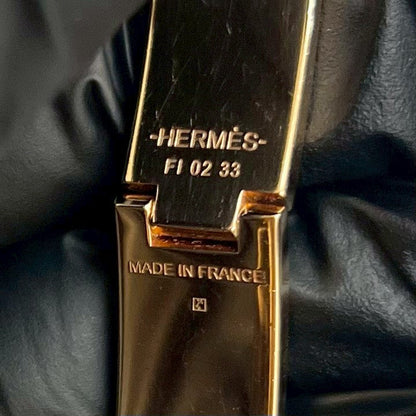 -HERMÈS-
FI 02 33
MADE IN FRANCE